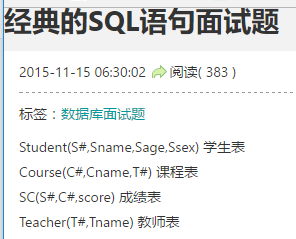 经典的SQL语句面试题
2015-11-15 06:30:02 阅读( 383 )
标签：数据库面试题
Student(S#,Sname,Sage,Ssex) 学生表
Course(C#,Cname,T#) 课程表
SC(S#,C#,score) 成绩表
Teacher(T#,Tname) 教师表